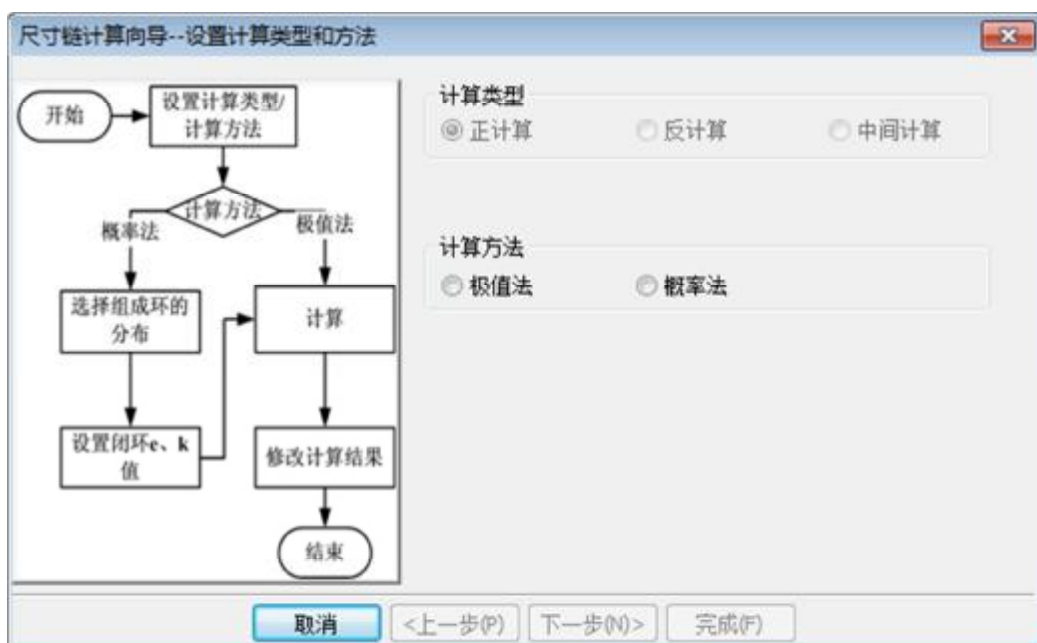 尺寸链计算向导--设置计算类型和方法
开始
设置计算类型/
计算方法
计算方法
概率法
极值法
选择组成环的
分布
计算
设置闭环e、k
值
修改计算结果
结束
计算类型
正计算
反计算
中间计算
计算方法
极值法
概率法
取消
<上一步(P)
下一步(N)>
完成(F)